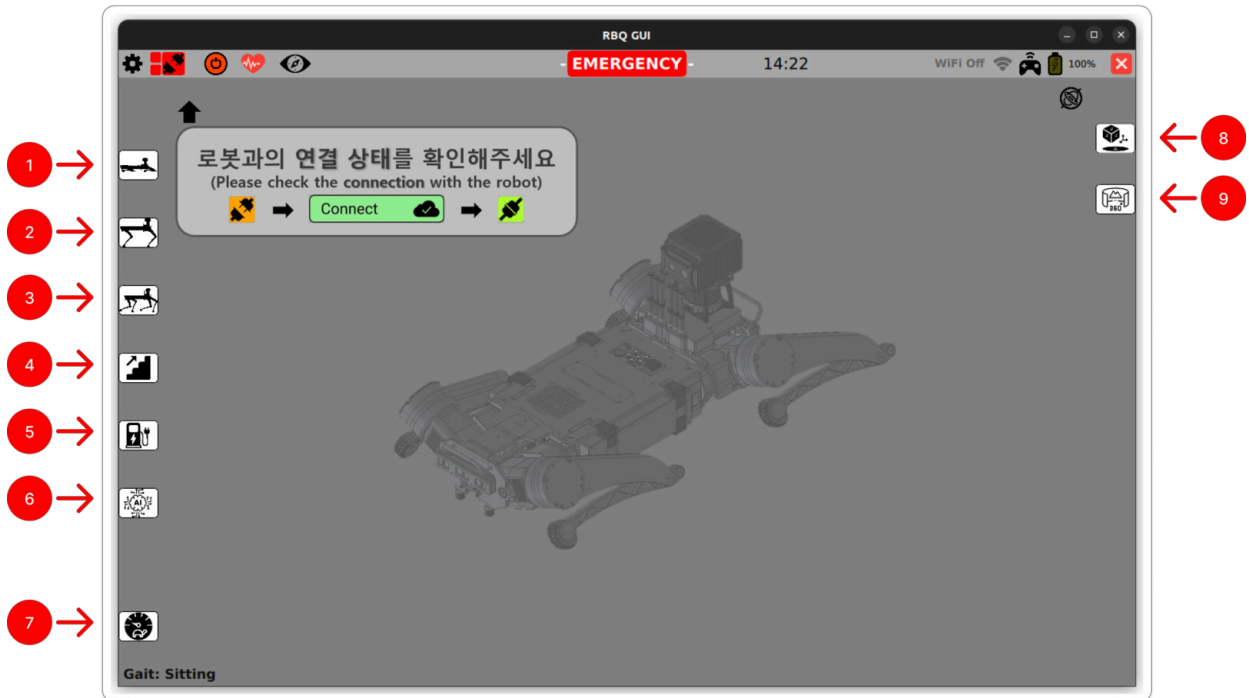 RBQ GUI
- EMERGENCY -
14:22
WiFi Off
100%
로봇과의 연결 상태를 확인해주세요
(Please check the connection with the robot)
Connect
1
2
3
4
5
6
7
8
9
AI
360°
Gait: Sitting